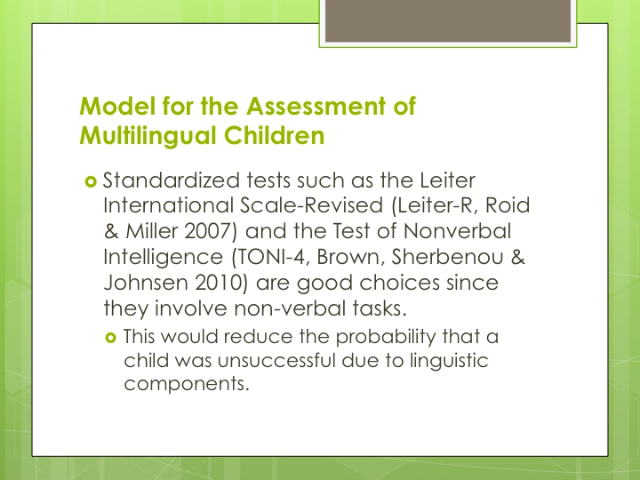 Model for the Assessment of
Multilingual Children
Standardized tests such as the Leiter
International Scale-Revised (Leiter-R, Roid
& Miller 2007) and the Test of Nonverbal
Intelligence (TONI-4, Brown, Sherbenou &
Johnsen 2010) are good choices since
they involve non-verbal tasks.
This would reduce the probability that a
child was unsuccessful due to linguistic
components.